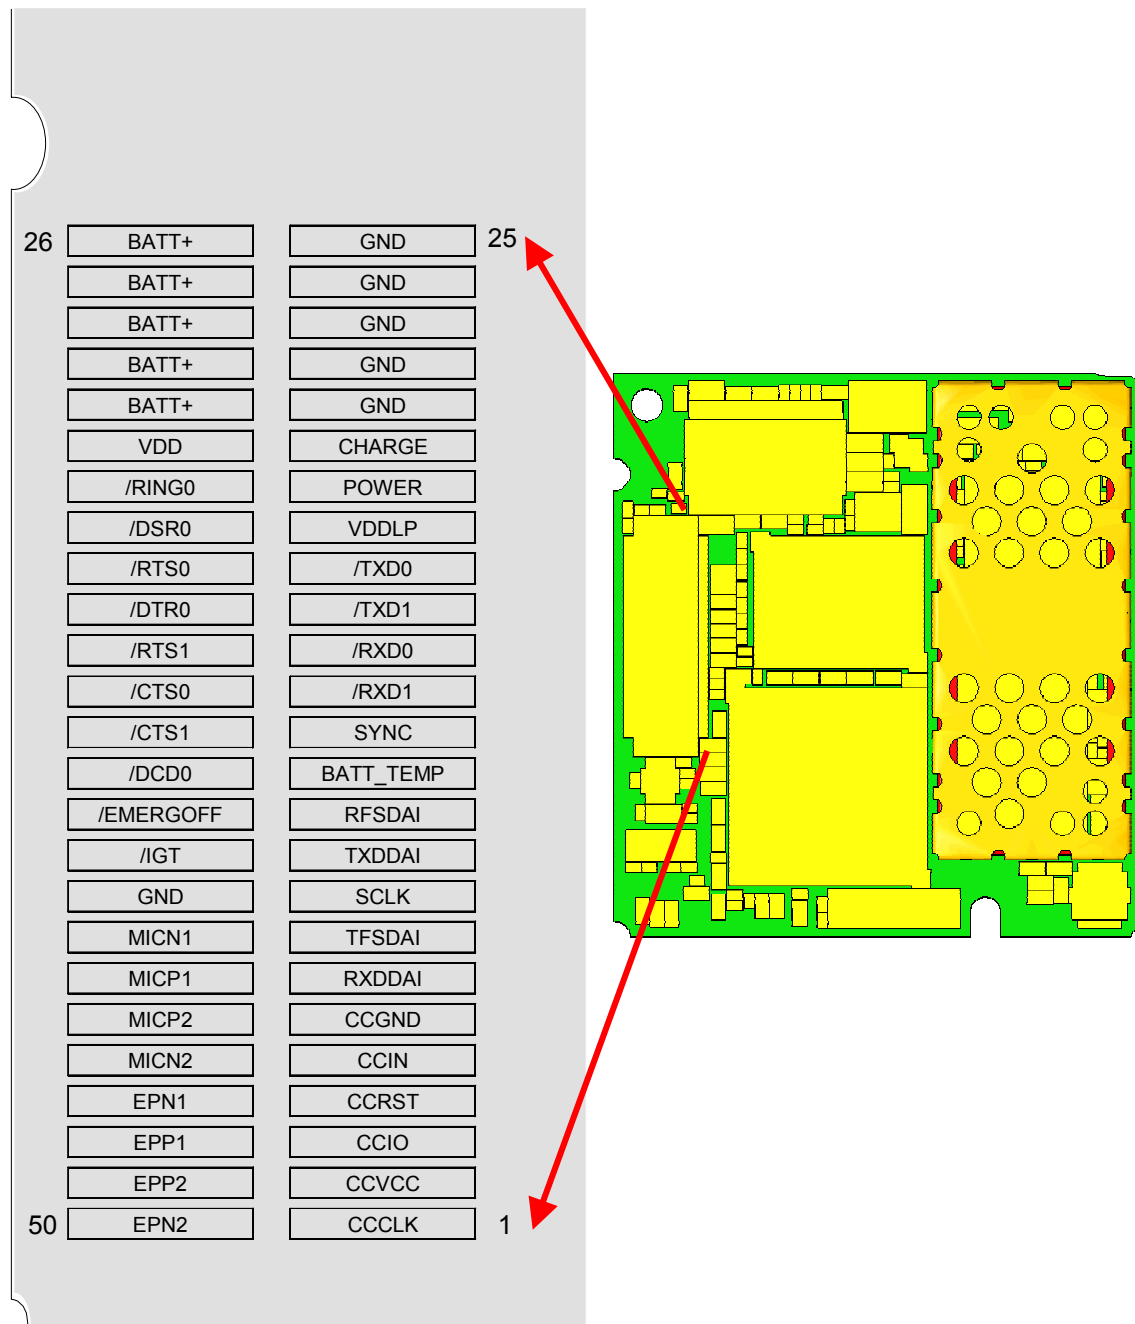 26 BATT+ GND 25
BATT+ GND
BATT+ GND
BATT+ GND
BATT+ GND
VDD CHARGE
/RING0 POWER
/DSR0 VDDLP
/RTS0 /TXD0
/DTR0 /TXD1
/RTS1 /RXD0
/CTS0 /RXD1
/CTS1 SYNC
/DCD0 BATT_TEMP
/EMERGOFF RFSDAI
/IGT TXDDAI
GND SCLK
MICN1 TFSDAI
MICP1 RXDDAI
MICP2 CCGND
MICN2 CCIN
EPN1 CCRST
EPP1 CCIO
EPP2 CCVCC
50 EPN2 CCCLK 1